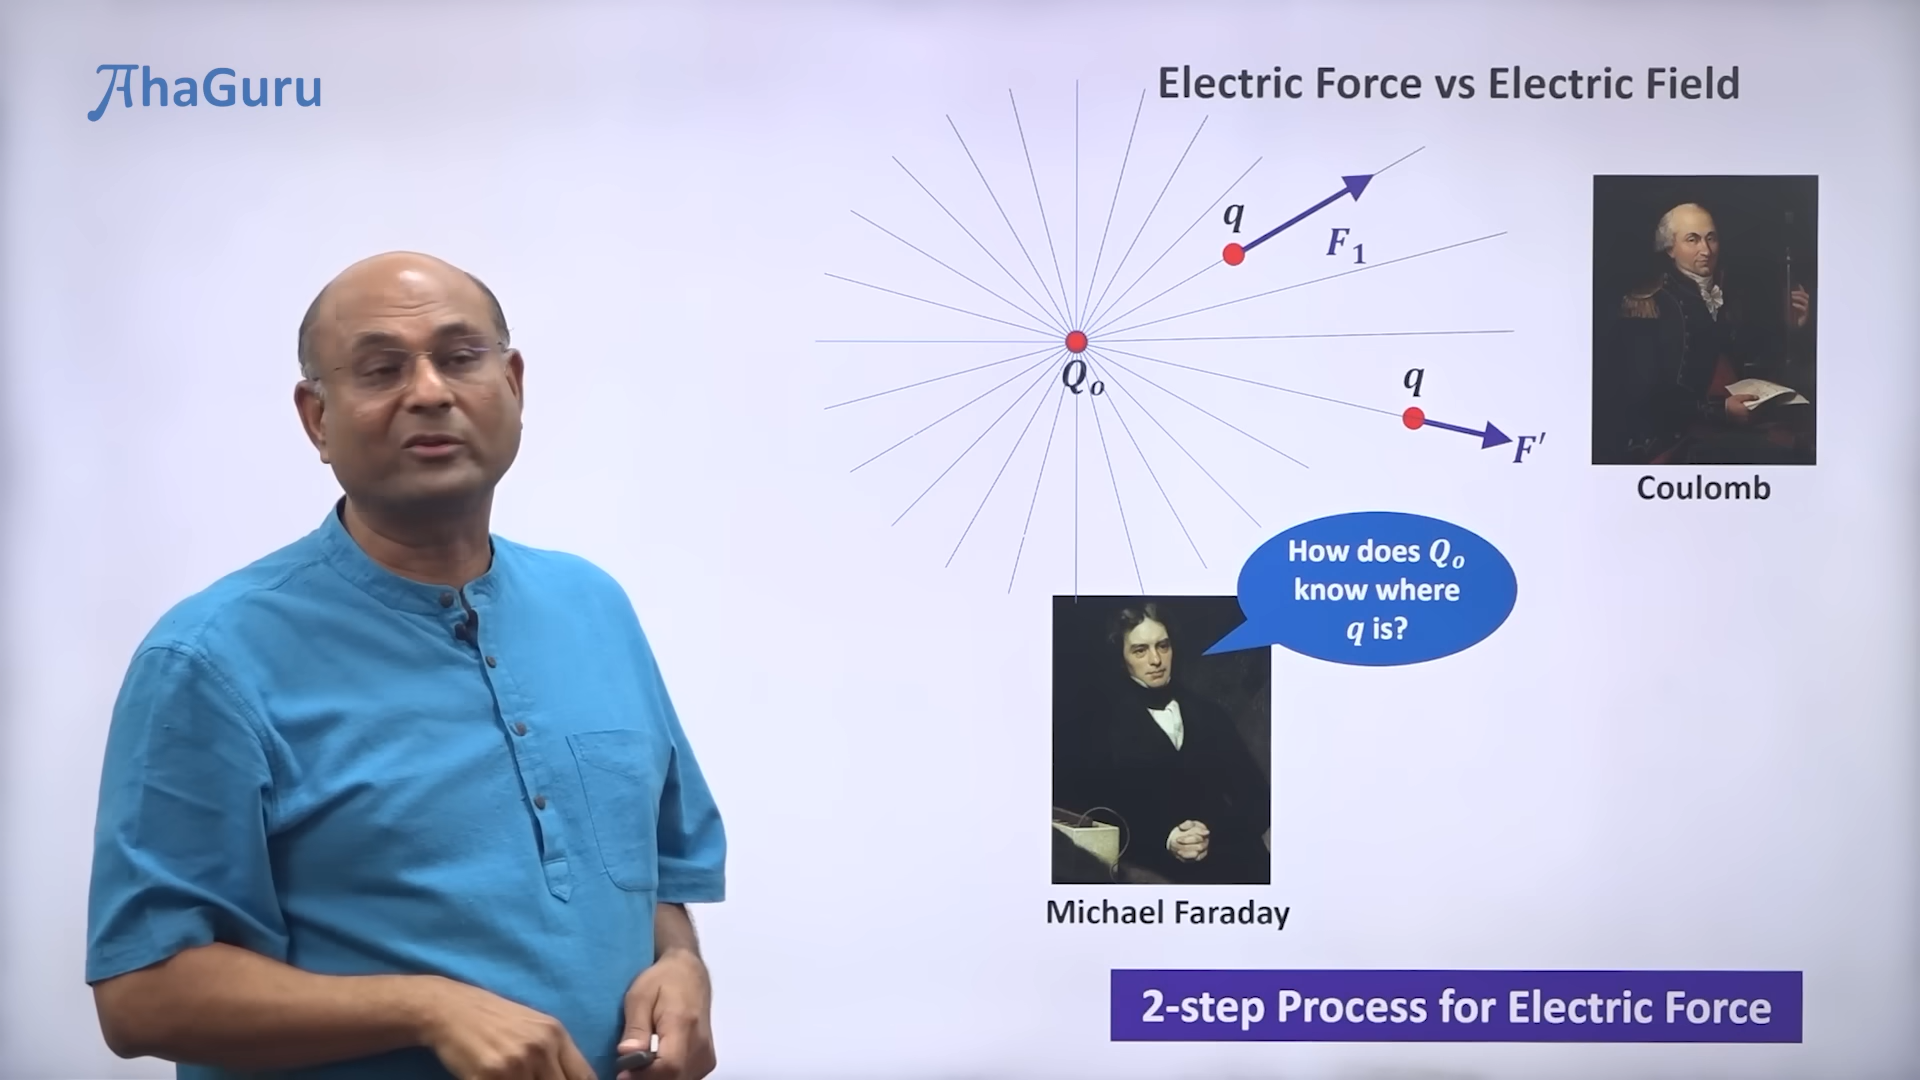 AhaGuru
Electric Force vs Electric Field
q
F₁
Qₒ
q
F′
Coulomb
How does Qₒ
know where
q is?
Michael Faraday
2-step Process for Electric Force